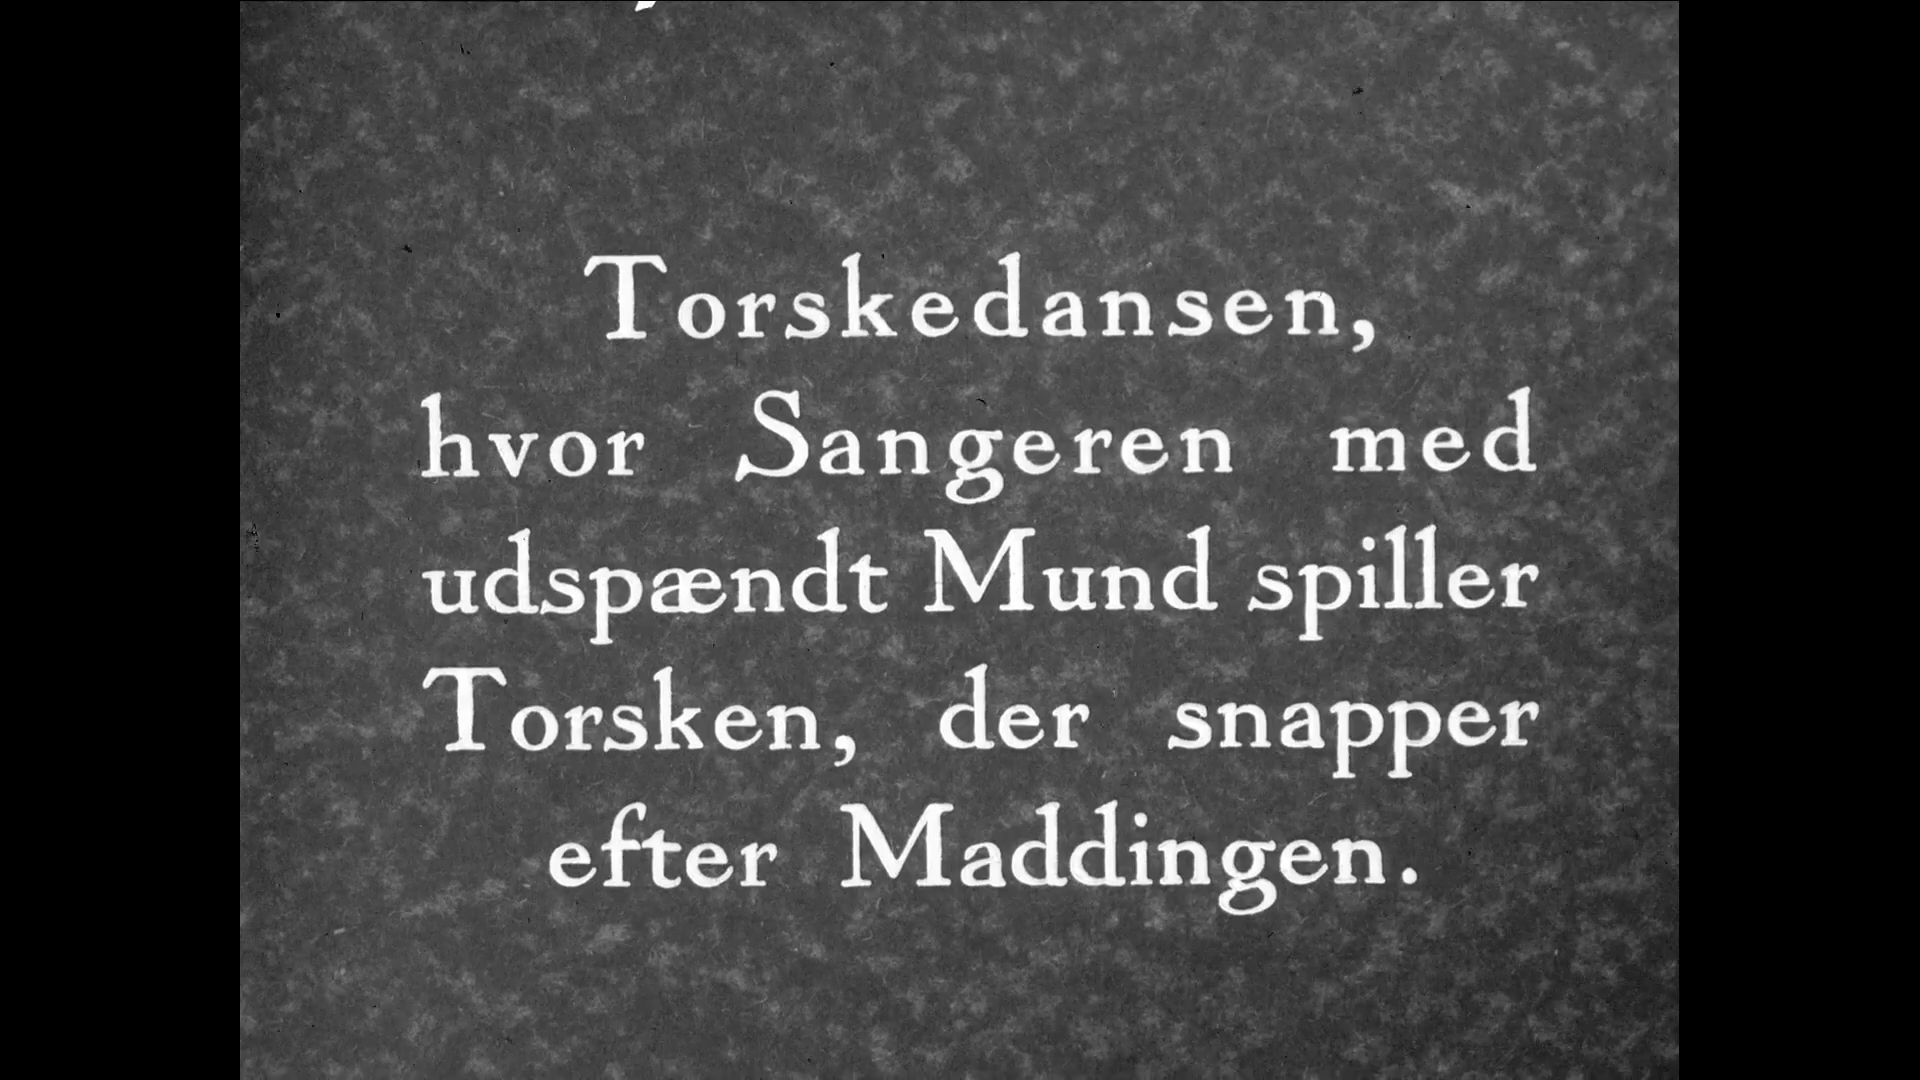 Torskedansen,
hvor Sangeren med
udspændt Mund spiller
Torsken, der snapper
efter Maddingen.